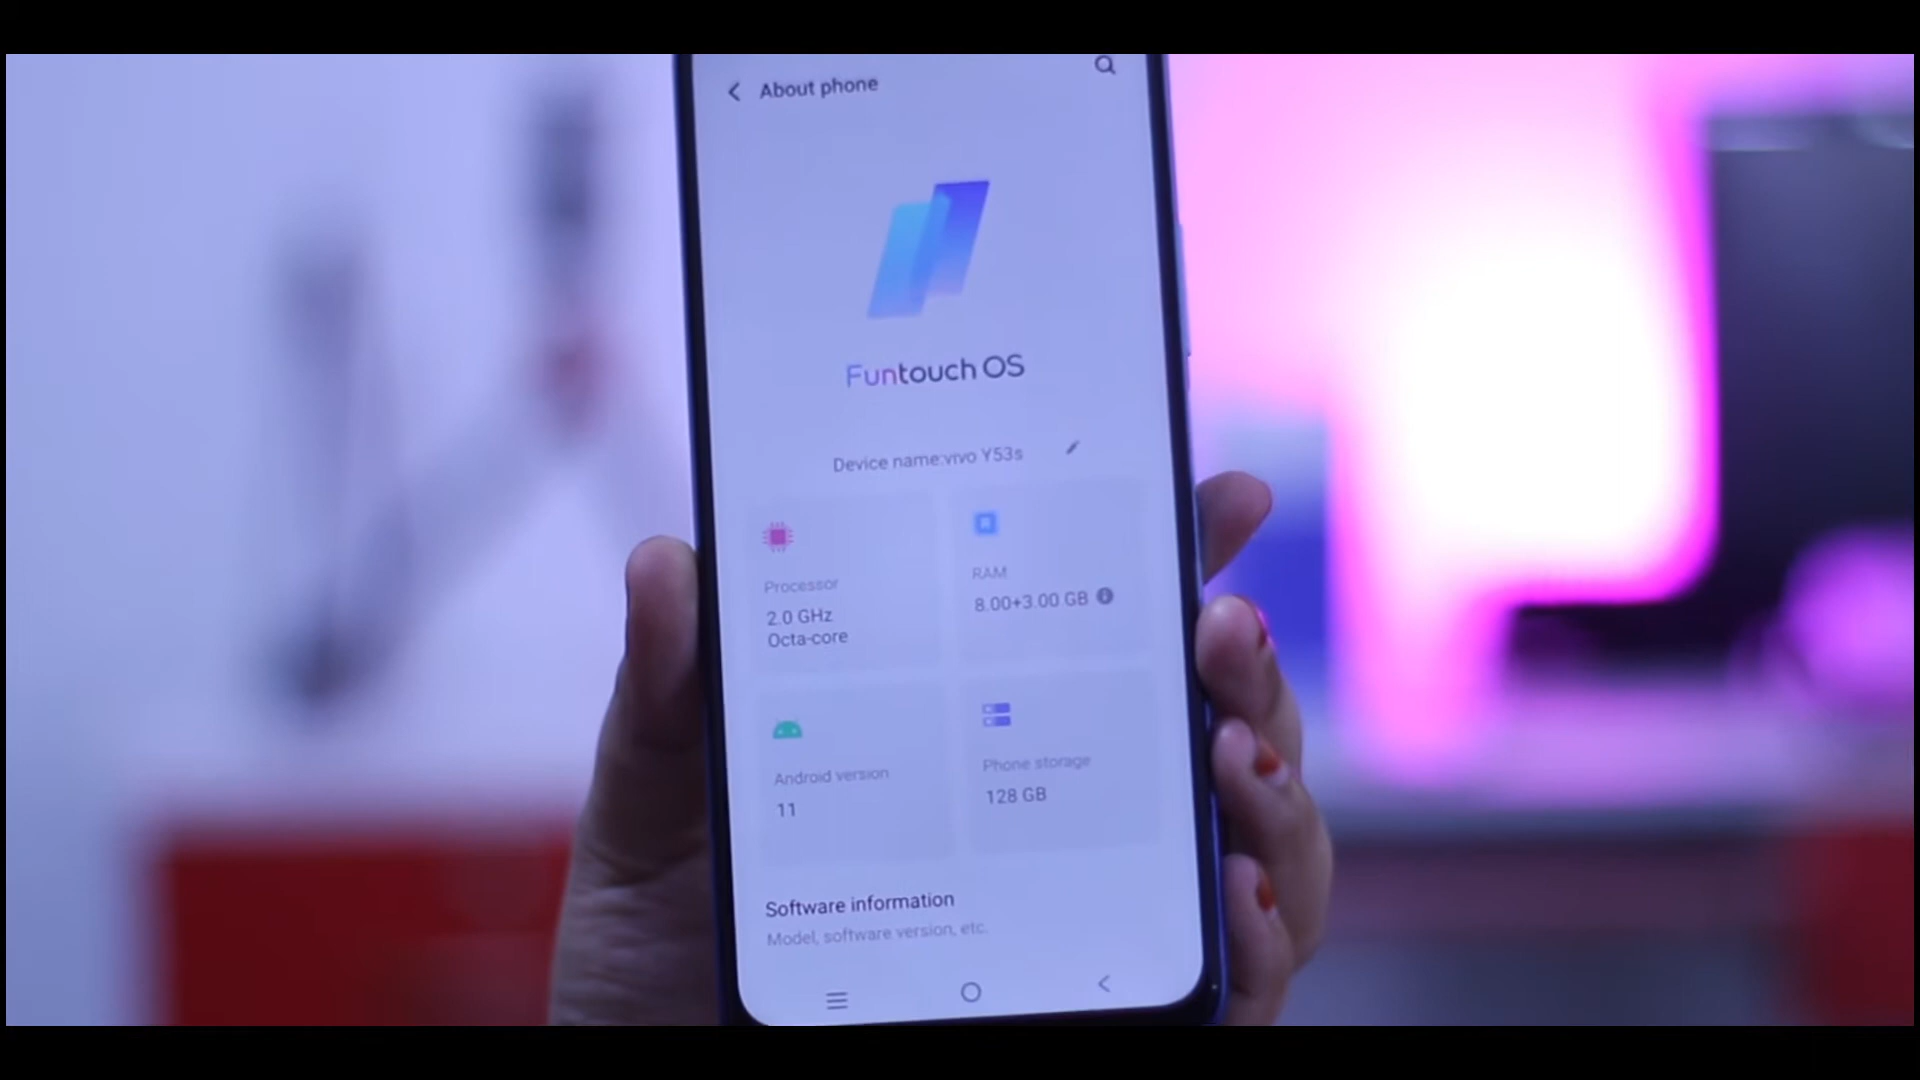 About phone
Funtouch OS
Device name:vivo Y53s
Processor
2.0 GHz
Octa-core
RAM
8.00+3.00 GB
Android version
11
Phone storage
128 GB
Software information
Model, software version, etc.